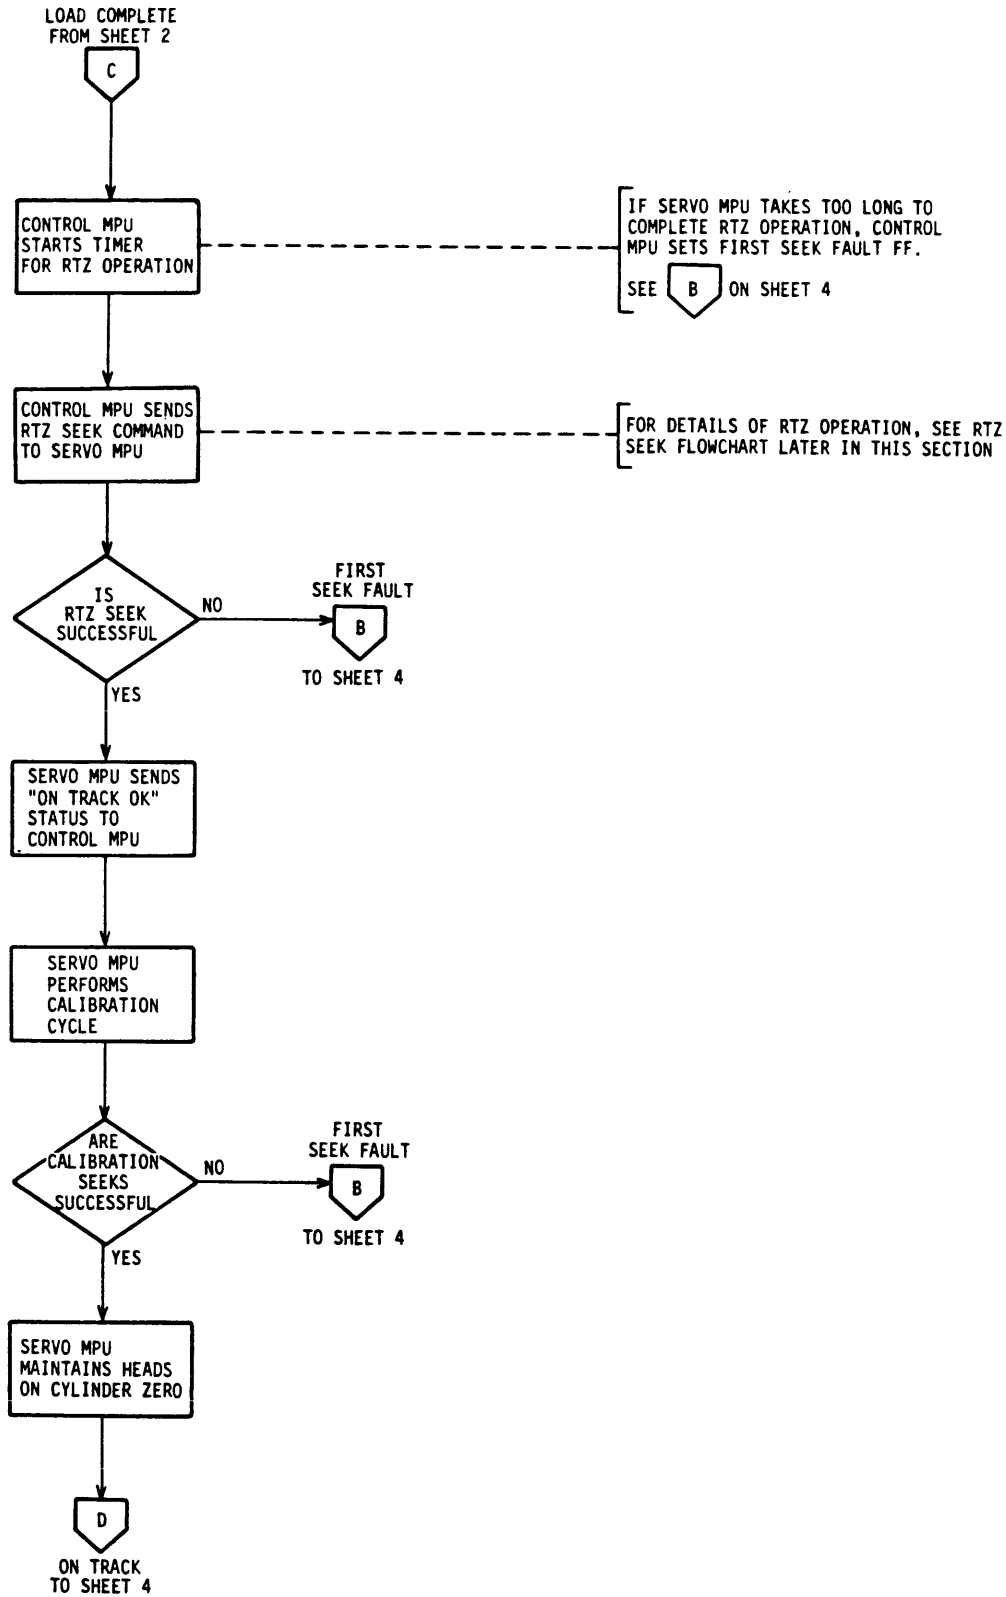 LOAD COMPLETE
FROM SHEET 2
C
CONTROL MPU
STARTS TIMER
FOR RTZ OPERATION
IF SERVO MPU TAKES TOO LONG TO
COMPLETE RTZ OPERATION, CONTROL
MPU SETS FIRST SEEK FAULT FF.
SEE B ON SHEET 4
CONTROL MPU SENDS
RTZ SEEK COMMAND
TO SERVO MPU
FOR DETAILS OF RTZ OPERATION, SEE RTZ
SEEK FLOWCHART LATER IN THIS SECTION
IS
RTZ SEEK
SUCCESSFUL
NO
FIRST
SEEK FAULT
B
TO SHEET 4
YES
SERVO MPU SENDS
"ON TRACK OK"
STATUS TO
CONTROL MPU
SERVO MPU
PERFORMS
CALIBRATION
CYCLE
ARE
CALIBRATION
SEEKS
SUCCESSFUL
NO
FIRST
SEEK FAULT
B
TO SHEET 4
YES
SERVO MPU
MAINTAINS HEADS
ON CYLINDER ZERO
D
ON TRACK
TO SHEET 4